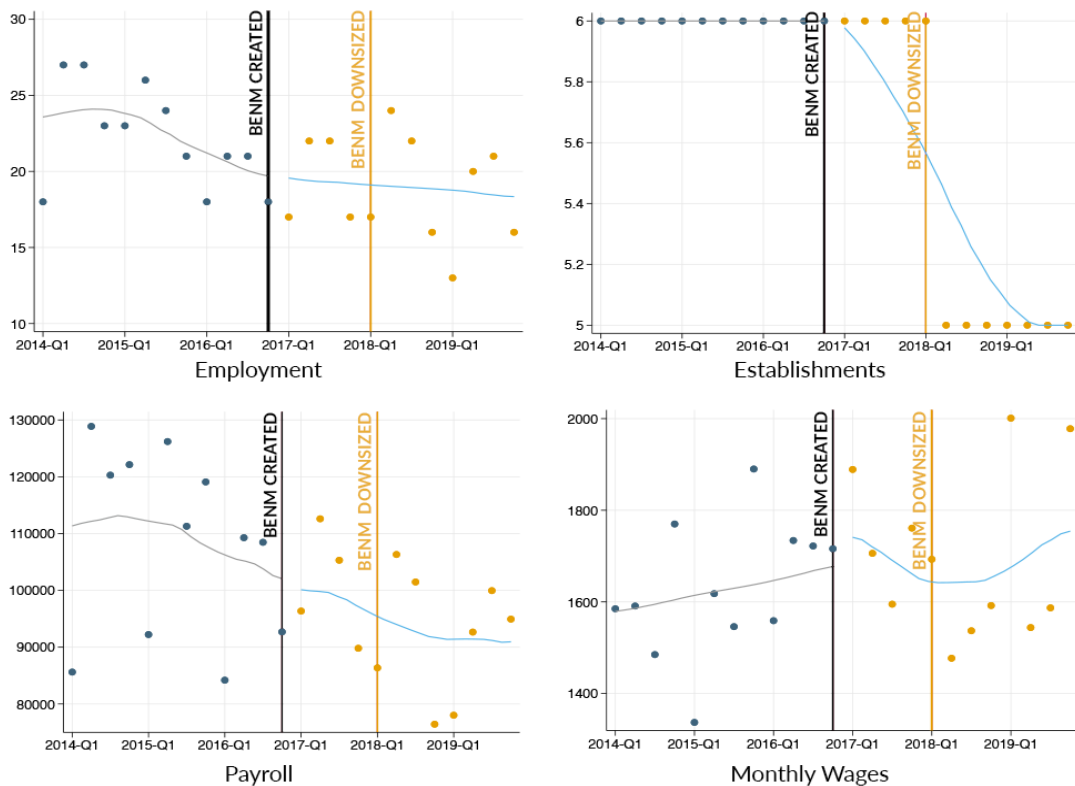 30
25
20
15
10
BENM CREATED
BENM DOWNSIZED
2014-Q1 2015-Q1 2016-Q1 2017-Q1 2018-Q1 2019-Q1
Employment
6
5.8
5.6
5.4
5.2
5
BENM CREATED
BENM DOWNSIZED
2014-Q1 2015-Q1 2016-Q1 2017-Q1 2018-Q1 2019-Q1
Establishments
130000
120000
110000
100000
90000
80000
BENM CREATED
BENM DOWNSIZED
2014-Q1 2015-Q1 2016-Q1 2017-Q1 2018-Q1 2019-Q1
Payroll
2000
1800
1600
1400
BENM CREATED
BENM DOWNSIZED
2014-Q1 2015-Q1 2016-Q1 2017-Q1 2018-Q1 2019-Q1
Monthly Wages